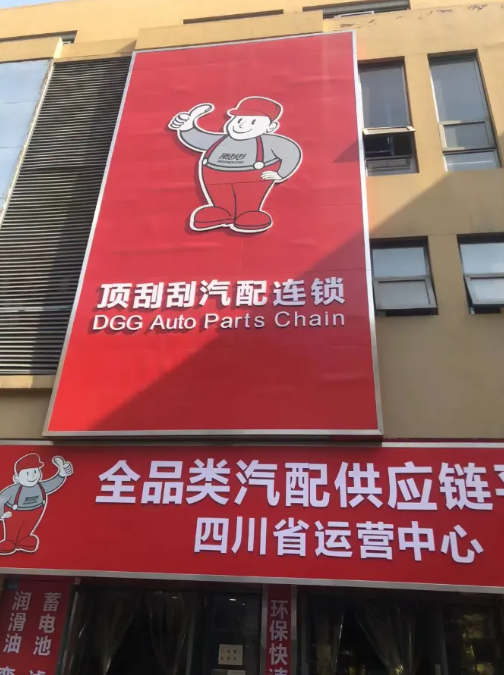 顶刮刮汽配连锁
DGG Auto Parts Chain
全品类汽配供应链
四川省运营中心
蓄电池
润滑油
环保快速